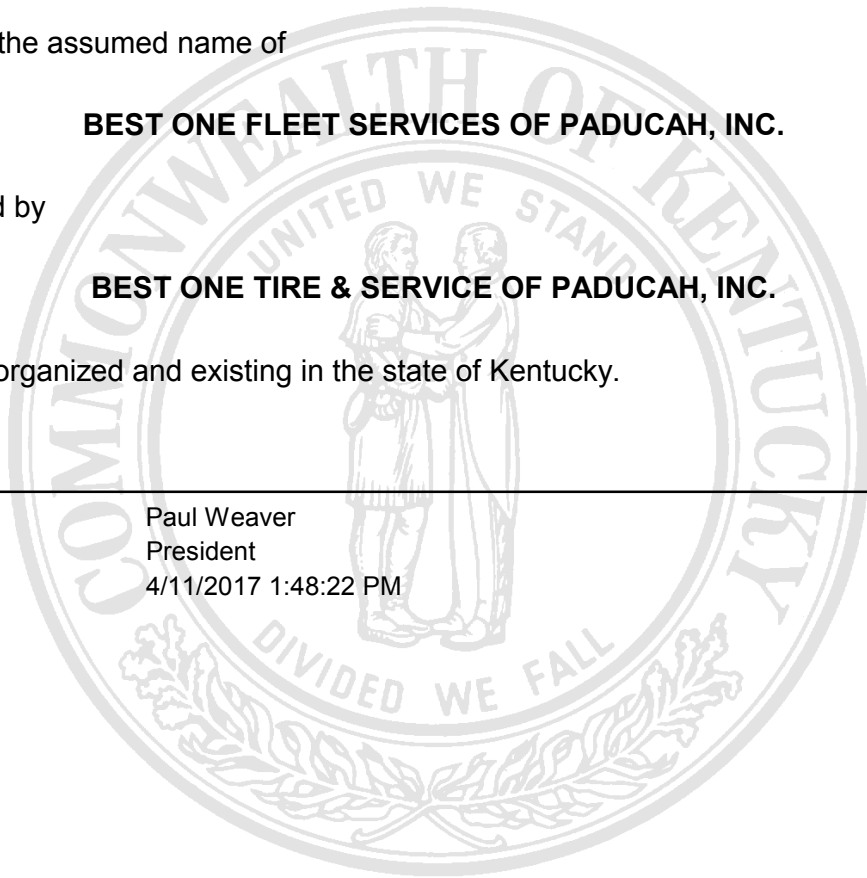 the assumed name of
BEST ONE FLEET SERVICES OF PADUCAH, INC.
d by
BEST ONE TIRE & SERVICE OF PADUCAH, INC.
organized and existing in the state of Kentucky.
Paul Weaver
President
4/11/2017 1:48:22 PM
COMMONWEALTH OF KENTUCKY
UNITED WE STAND
DIVIDED WE FALL